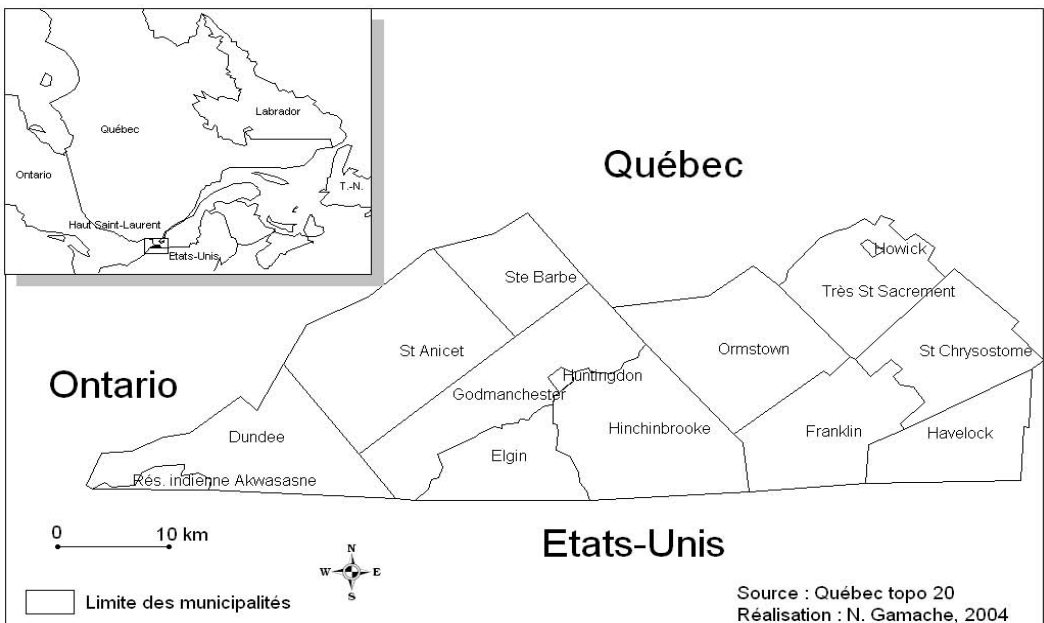 Labrador
Québec
Ontario
T.-N.
Haut Saint-Laurent
Etats-Unis
Québec
Howick
Ste Barbe
Très St Sacrement
St Anicet
Ormstown
St Chrysostome
Ontario
Huntingdon
Godmanchester
Dundee
Hinchinbrooke
Franklin
Havelock
Elgin
Rés. indienne Akwasasne
0 10 km
Etats-Unis
N
W E
S
Limite des municipalités
Source : Québec topo 20
Réalisation : N. Gamache, 2004